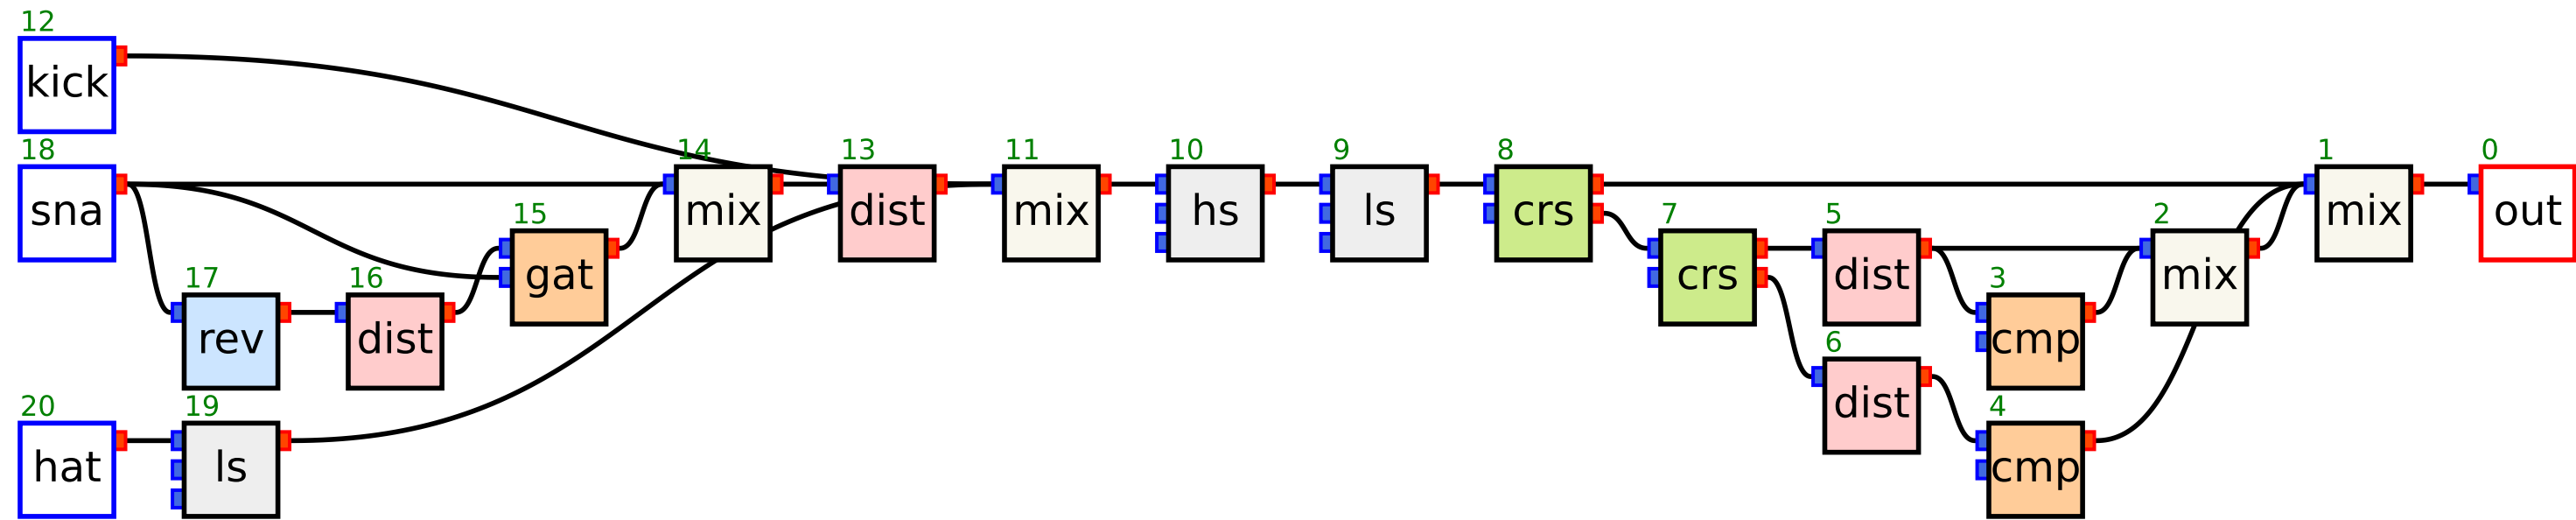 12
kick
18
sna
14
mix
13
dist
11
mix
10
hs
9
ls
8
crs
1
mix
0
out
15
gat
7
crs
5
dist
2
mix
17
rev
16
dist
3
cmp
6
dist
20
hat
19
ls
4
cmp